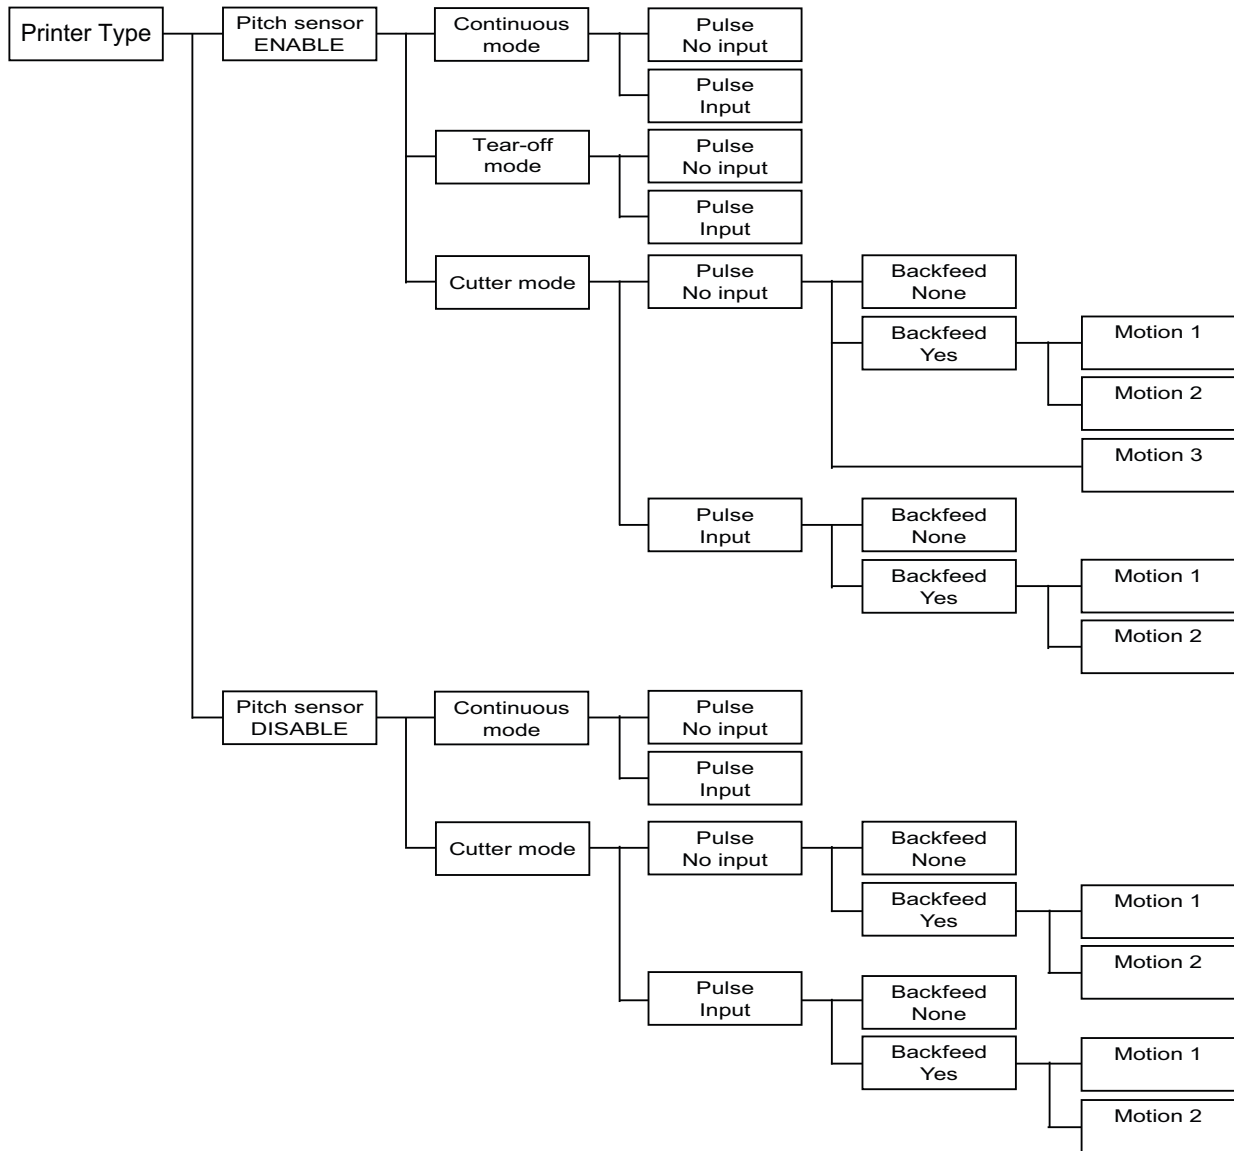 Printer Type
Pitch sensor
ENABLE
Continuous
mode
Pulse
No input
Pulse
Input
Tear-off
mode
Pulse
No input
Pulse
Input
Cutter mode
Pulse
No input
Backfeed
None
Backfeed
Yes
Motion 1
Motion 2
Motion 3
Pulse
Input
Backfeed
None
Backfeed
Yes
Motion 1
Motion 2
Pitch sensor
DISABLE
Continuous
mode
Pulse
No input
Pulse
Input
Cutter mode
Pulse
No input
Backfeed
None
Backfeed
Yes
Motion 1
Motion 2
Pulse
Input
Backfeed
None
Backfeed
Yes
Motion 1
Motion 2